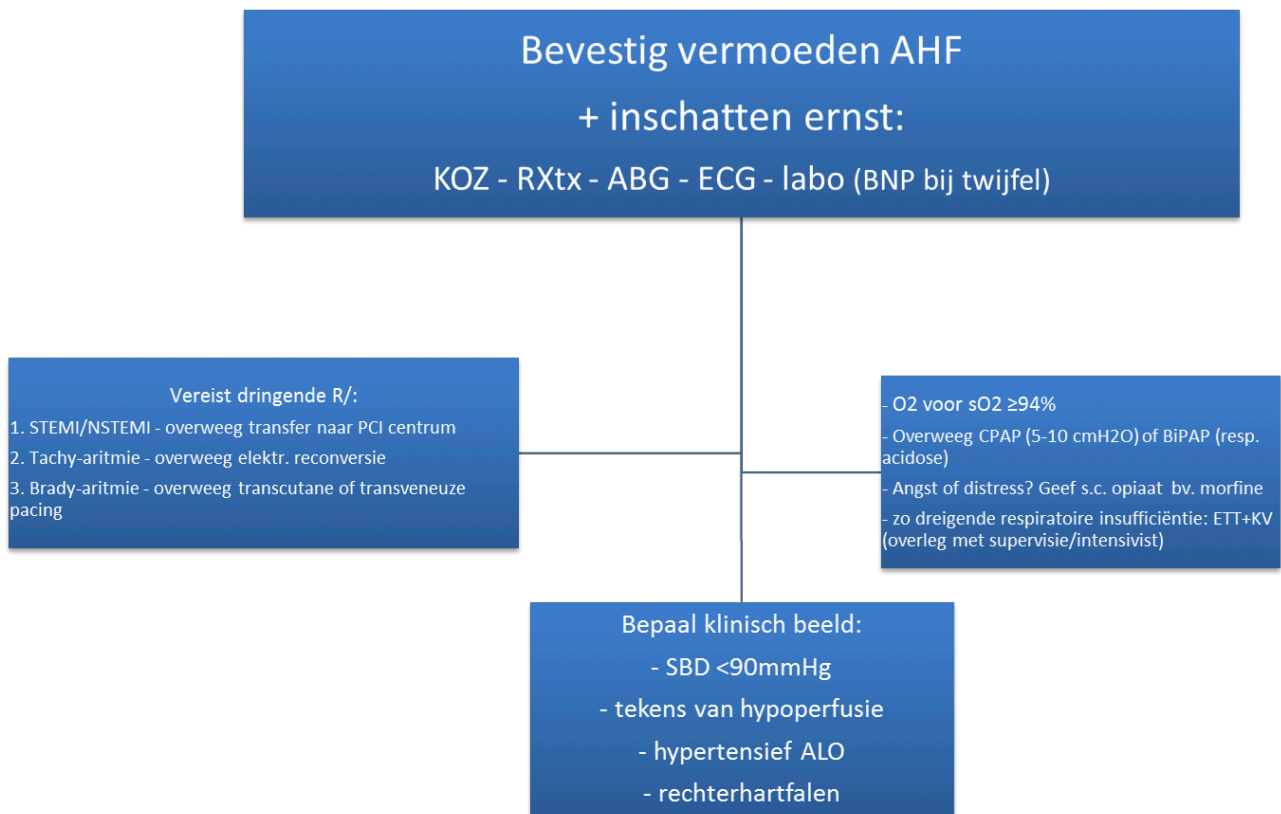 Bevestig vermoeden AHF
+ inschatten ernst:
KOZ - RXtx - ABG - ECG - labo (BNP bij twijfel)
Vereist dringende R/:
1. STEMI/NSTEMI - overweeg transfer naar PCI centrum
2. Tachy-aritmie - overweeg elektr. reconversie
3. Brady-aritmie - overweeg transcutane of transveneuze
pacing
- O2 voor sO2 ≥94%
- Overweeg CPAP (5-10 cmH2O) of BiPAP (resp.
acidose)
- Angst of distress? Geef s.c. opiaat bv. morfine
- zo dreigende respiratoire insufficiëntie: ETT+KV
(overleg met supervisie/intensivist)
Bepaal klinisch beeld:
- SBD <90mmHg
- tekens van hypoperfusie
- hypertensief ALO
- rechterhartfalen